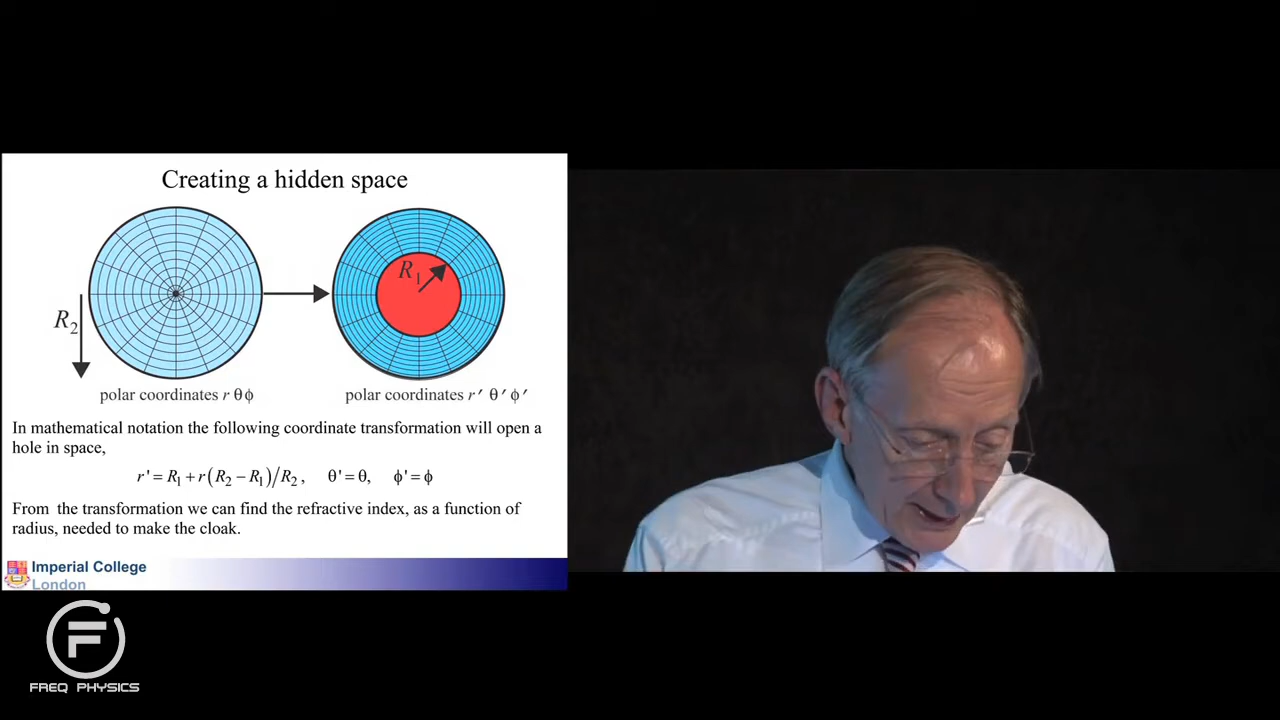 Creating a hidden space
R₁
R₂
polar coordinates r θ ϕ
polar coordinates r′ θ′ ϕ′
In mathematical notation the following coordinate transformation will open a
hole in space,
r' = R₁ + r(R₂ − R₁)/R₂ ,   θ' = θ,   ϕ' = ϕ
From the transformation we can find the refractive index, as a function of
radius, needed to make the cloak.
Imperial College
London
F
FREQ PHYSICS